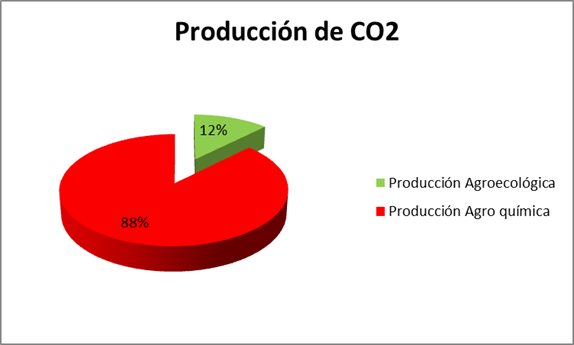 Producción de CO2
12%
88%
Producción Agroecológica
Producción Agro química